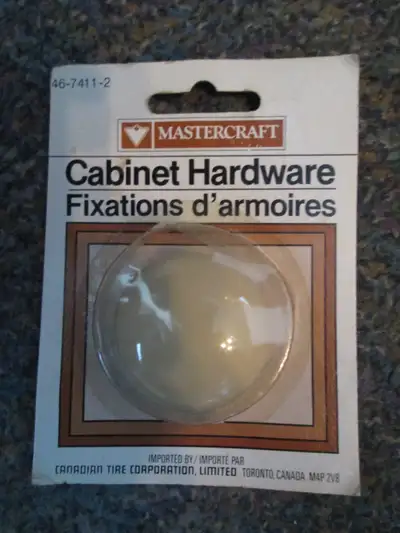 46-7411-2
MASTERCRAFT
Cabinet Hardware
Fixations d'armoires
IMPORTED BY/IMPORTÉ PAR
CANADIAN TIRE CORPORATION, LIMITED TORONTO, CANADA M4P 2V8